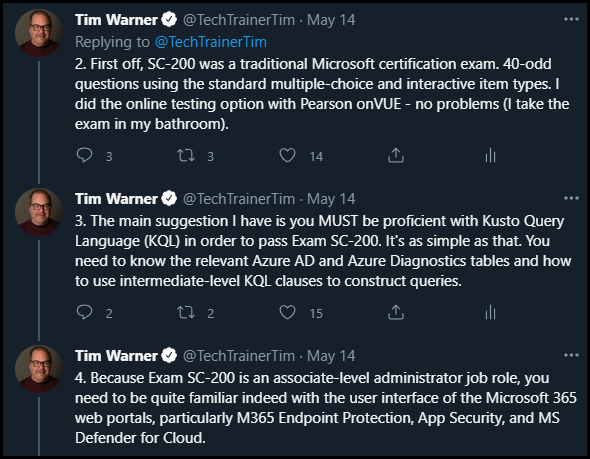 Tim Warner @TechTrainerTim · May 14
Replying to @TechTrainerTim
2. First off, SC-200 was a traditional Microsoft certification exam. 40-odd
questions using the standard multiple-choice and interactive item types. I
did the online testing option with Pearson onVUE - no problems (I take the
exam in my bathroom).
3 3 14
Tim Warner @TechTrainerTim · May 14
3. The main suggestion I have is you MUST be proficient with Kusto Query
Language (KQL) in order to pass Exam SC-200. It's as simple as that. You
need to know the relevant Azure AD and Azure Diagnostics tables and how
to use intermediate-level KQL clauses to construct queries.
2 2 15
Tim Warner @TechTrainerTim · May 14
4. Because Exam SC-200 is an associate-level administrator job role, you
need to be quite familiar indeed with the user interface of the Microsoft 365
web portals, particularly M365 Endpoint Protection, App Security, and MS
Defender for Cloud.